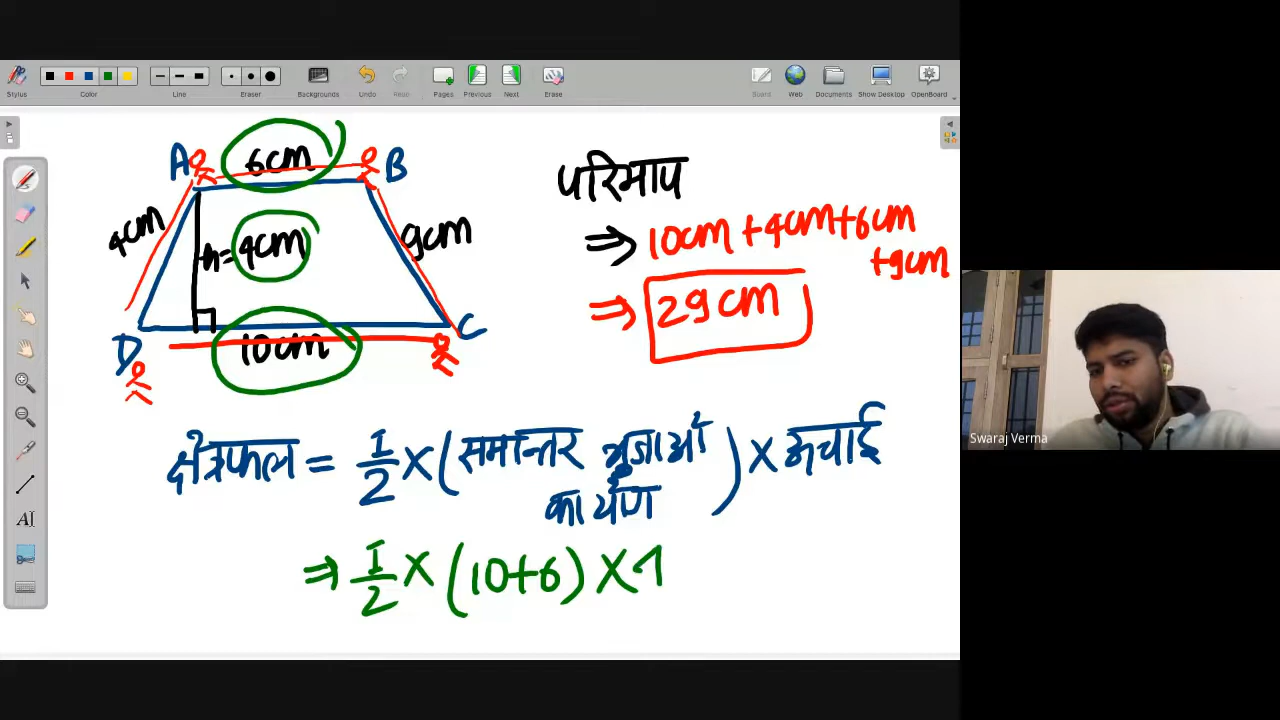 Stylus
Color
Line
Eraser
Backgrounds
Undo
Redo
Pages
Previous
Next
Erase
Board
Web
Documents
Show Desktop
OpenBoard
A 6cm B
4cm h=4cm 9cm
D 10cm C
परिमाप
⇒ 10cm +4cm+6cm
+9cm
⇒ 29cm
क्षेत्रफल = 1/2 × (समान्तर भुजाओं
का योग) × ऊचाई
⇒ 1/2 × (10+6) × 4
Swaraj Verma